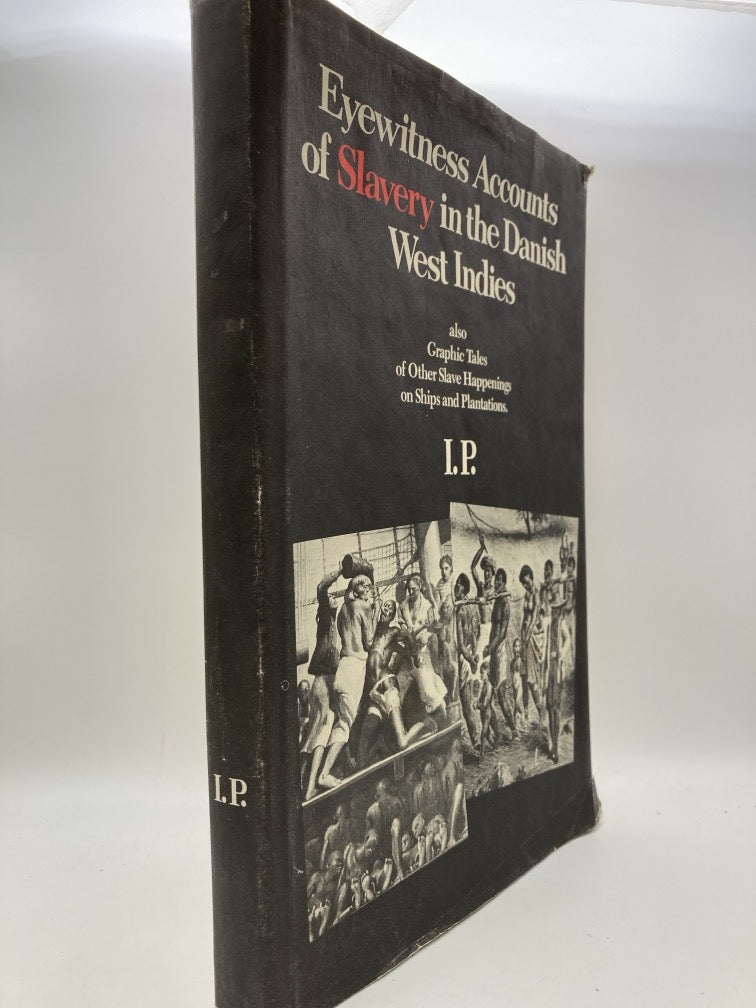 Eyewitness Accounts
of Slavery in the Danish
West Indies
also
Graphic Tales
of Other Slave Happenings
on Ships and Plantations.
I.P.
I.P.